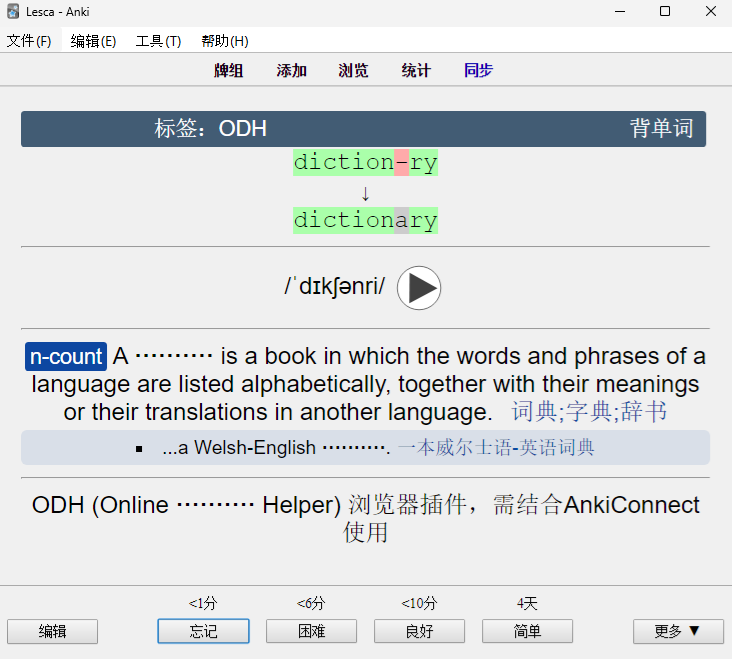 Lesca - Anki
文件(F) 编辑(E) 工具(T) 帮助(H)
牌组 添加 浏览 统计 同步
标签：ODH 背单词
diction-ry
↓
dictionary
/ˈdɪkʃənri/
n-count A ·········· is a book in which the words and phrases of a
language are listed alphabetically, together with their meanings
or their translations in another language. 词典;字典;辞书
▪ ...a Welsh-English ··········. 一本威尔士语-英语词典
ODH (Online ·········· Helper) 浏览器插件，需结合AnkiConnect
使用
<1分 <6分 <10分 4天
编辑 忘记 困难 良好 简单 更多 ▼